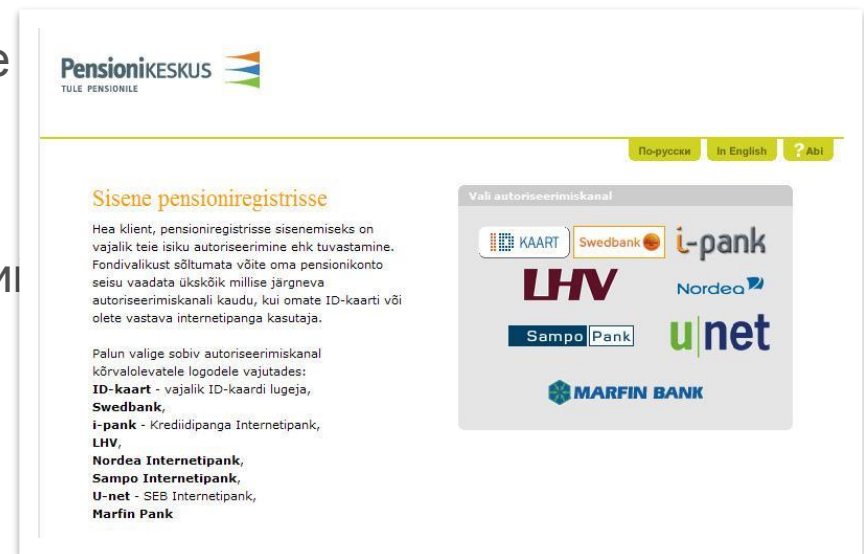 е
ми
PensioniKESKUS
TULE PENSIONILE
По-русски In English ? Abi
Sisene pensioniregistrisse
Hea klient, pensioniregistrisse sisenemiseks on
vajalik teie isiku autoriseerimine ehk tuvastamine.
Fondivalikust sõltumata võite oma pensionikonto
seisu vaadata ükskõik millise järgneva
autoriseerimiskanali kaudu, kui omate ID-kaarti või
olete vastava internetipanga kasutaja.
Palun valige sobiv autoriseerimiskanal
kõrvalolevatele logodele vajutades:
ID-kaart - vajalik ID-kaardi lugeja,
Swedbank,
i-pank - Krediidipanga Internetipank,
LHV,
Nordea Internetipank,
Sampo Internetipank,
U-net - SEB Internetipank,
Marfin Pank
Vali autoriseerimiskanal
ID KAART Swedbank i-pank
LHV Nordea
Sampo Pank u|net
MARFIN BANK